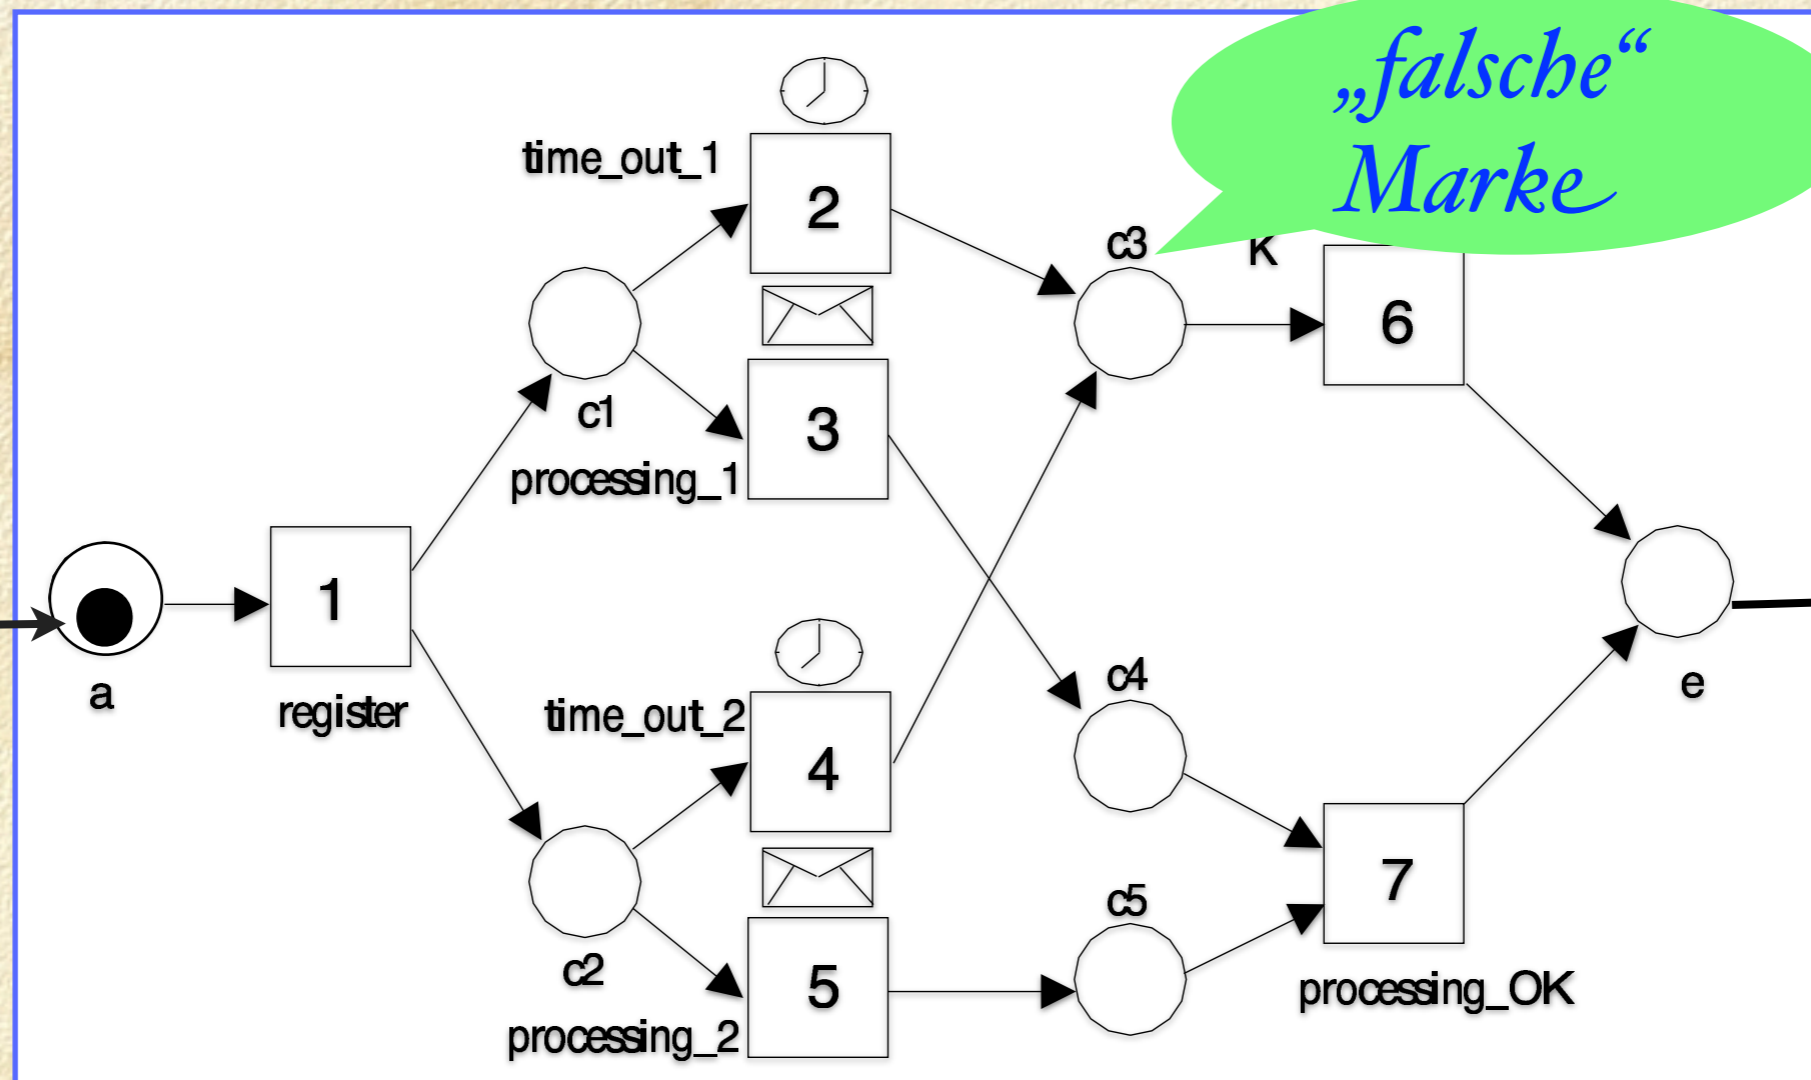 „falsche“
Marke
time_out_1
2
c3
K
6
c1
3
processing_1
a
1
register
time_out_2
4
c4
e
c2
5
processing_2
c5
7
processing_OK